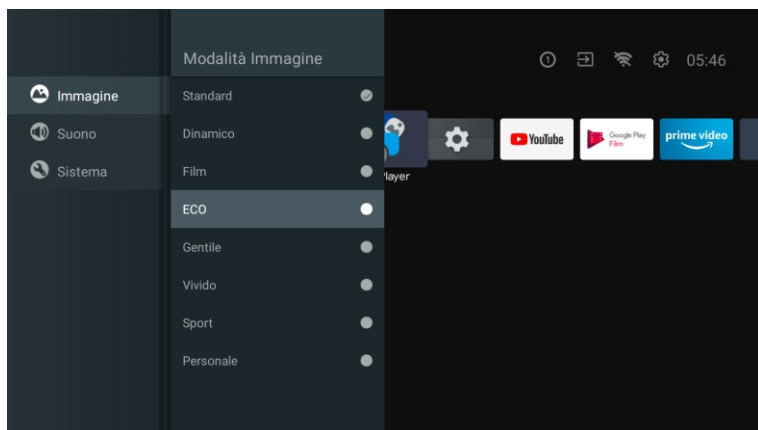 Modalità Immagine
05:46
Immagine
Suono
Sistema
Standard
Dinamico
Film
ECO
Gentile
Vivido
Sport
Personale
YouTube
Google Play
Film
prime video
layer